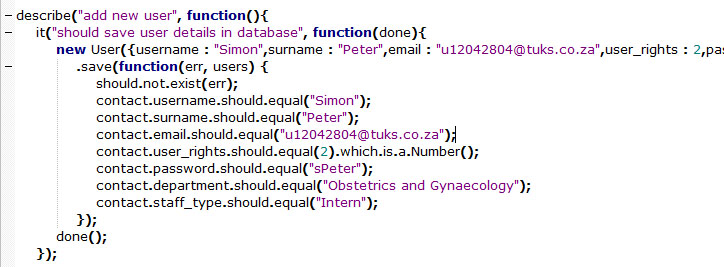 describe("add new user", function(){
it("should save user details in database", function(done){
new User({username : "Simon",surname : "Peter",email : "u12042804@tuks.co.za",user_rights : 2,pas
.save(function(err, users) {
should.not.exist(err);
contact.username.should.equal("Simon");
contact.surname.should.equal("Peter");
contact.email.should.equal("u12042804@tuks.co.za");
contact.user_rights.should.equal(2).which.is.a.Number();
contact.password.should.equal("sPeter");
contact.department.should.equal("Obstetrics and Gynaecology");
contact.staff_type.should.equal("Intern");
});
done();
});